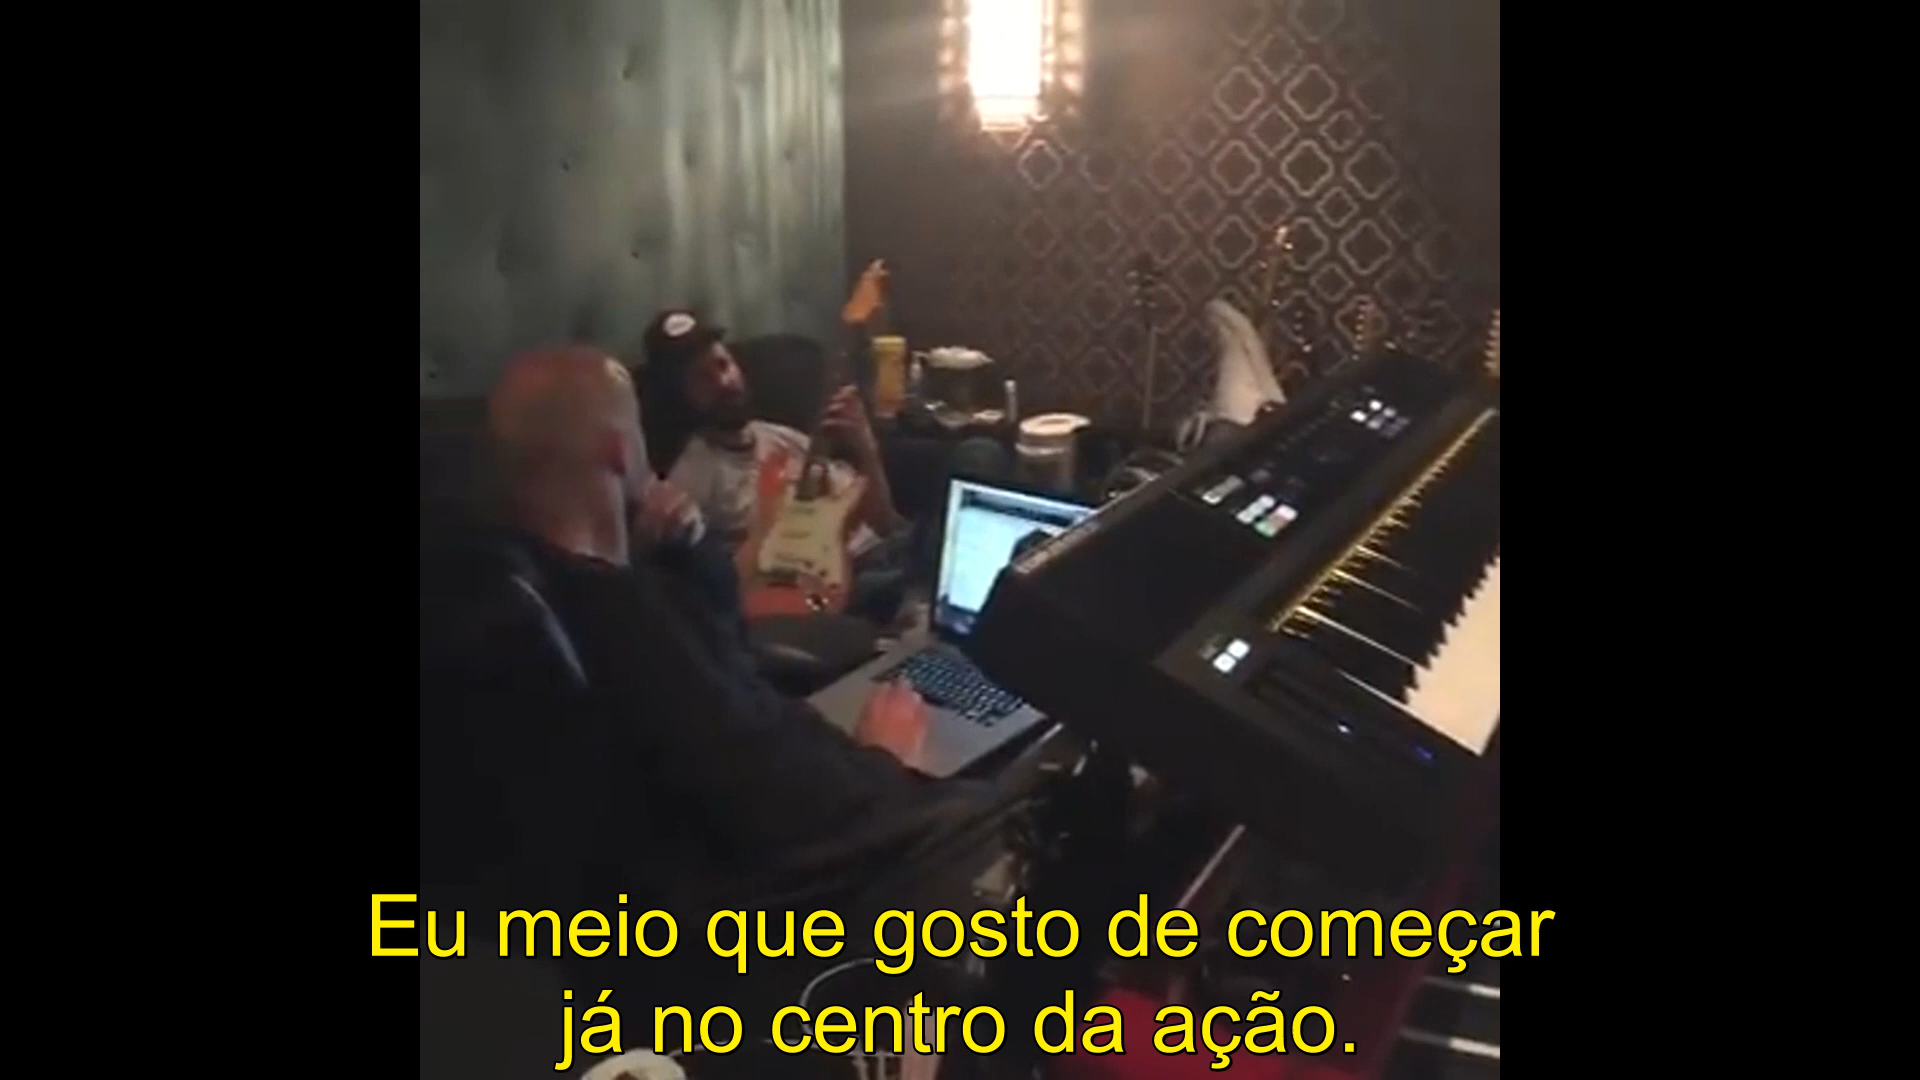 Eu meio que gosto de começar
já no centro da ação.